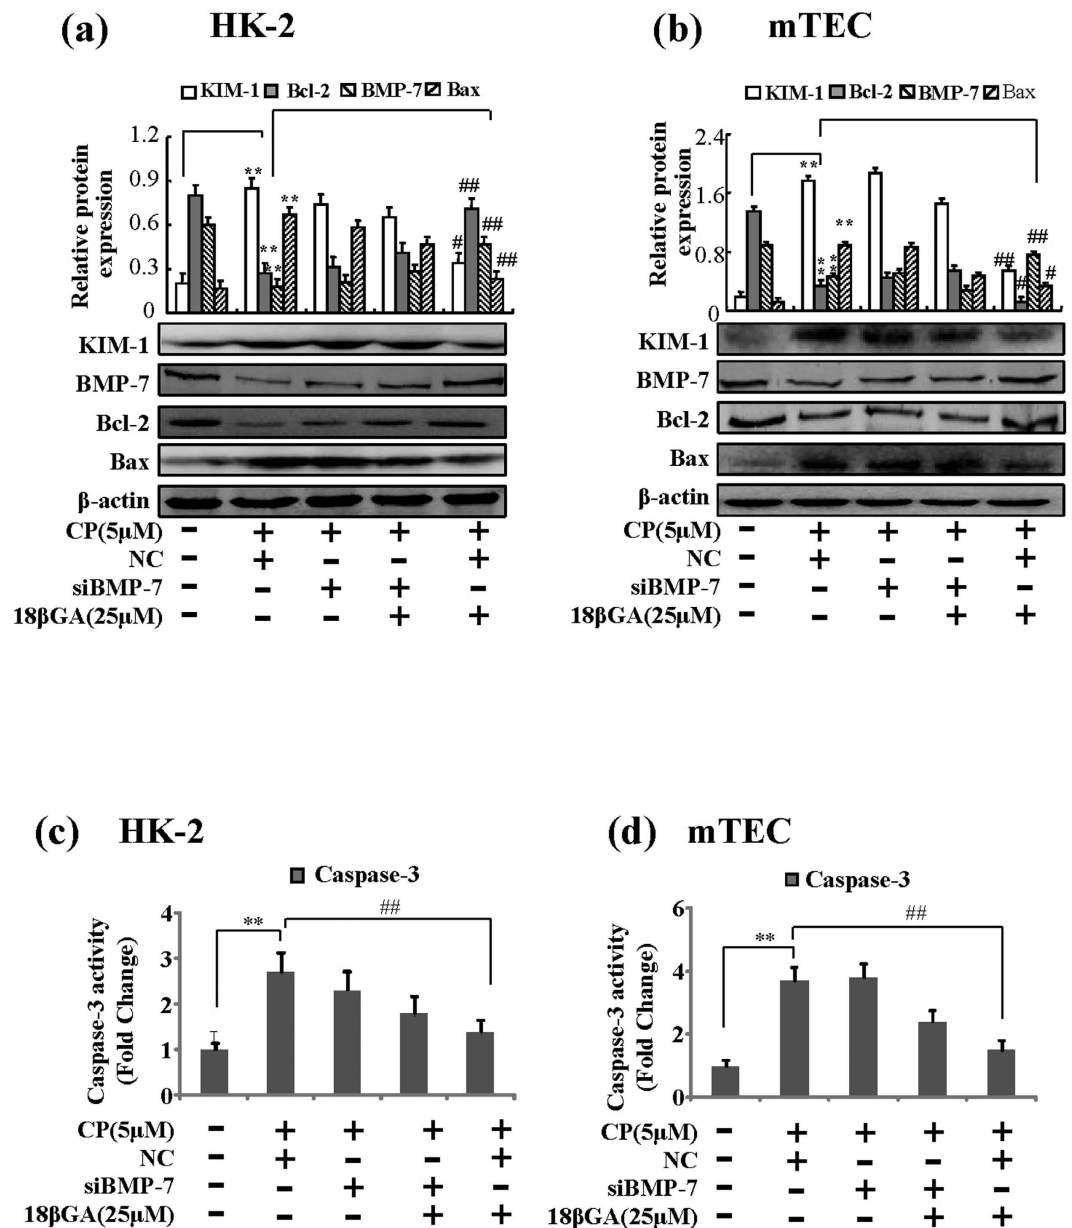 (a) HK-2
KIM-1 Bcl-2 BMP-7 Bax
Relative protein
expression
1.2
0.9
0.6
0.3
0
** ** ** ** # ## ## ##
KIM-1
BMP-7
Bcl-2
Bax
β-actin
CP(5μM) - + + + +
NC - + - - +
siBMP-7 - - + + -
18βGA(25μM) - - - + +
(b) mTEC
KIM-1 Bcl-2 BMP-7 Bax
Relative protein
expression
2.4
1.6
0.8
0
** ** ** ** ## # ## #
KIM-1
BMP-7
Bcl-2
Bax
β-actin
CP(5μM) - + + + +
NC - + - - +
siBMP-7 - - + + -
18βGA(25μM) - - - + +
(c) HK-2
Caspase-3
Caspase-3 activity
(Fold Change)
4
3
2
1
0
** ##
CP(5μM) - + + + +
NC - + - - +
siBMP-7 - - + + -
18βGA(25μM) - - - + +
(d) mTEC
Caspase-3
Caspase-3 activity
(Fold Change)
6
4
2
0
** ##
CP(5μM) - + + + +
NC - + - - +
siBMP-7 - - + + -
18βGA(25μM) - - - + +